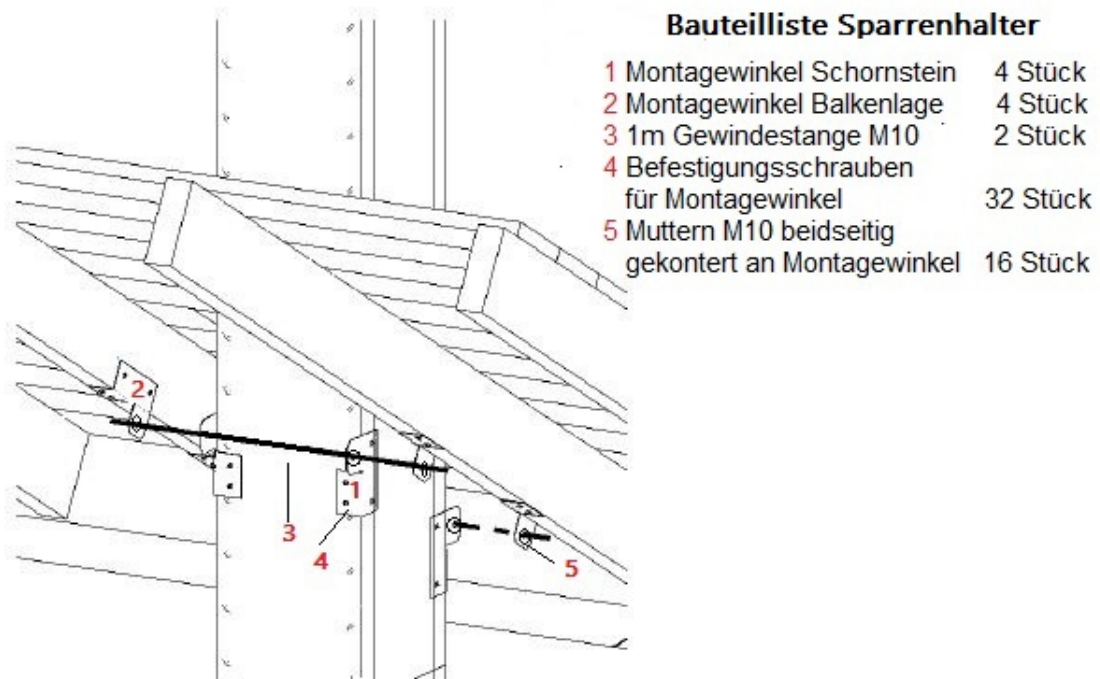 Bauteilliste Sparrenhalter
1 Montagewinkel Schornstein 4 Stück
2 Montagewinkel Balkenlage 4 Stück
3 1m Gewindestange M10 2 Stück
4 Befestigungsschrauben
für Montagewinkel 32 Stück
5 Muttern M10 beidseitig
gekontert an Montagewinkel 16 Stück
2
1
3
4
5